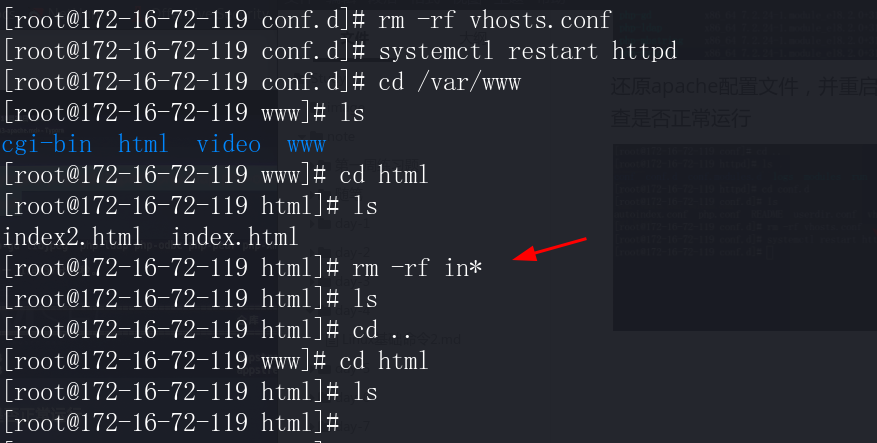 [root@172-16-72-119 conf.d]# rm -rf vhosts.conf
[root@172-16-72-119 conf.d]# systemctl restart httpd
[root@172-16-72-119 conf.d]# cd /var/www
[root@172-16-72-119 www]# ls
cgi-bin html video www
[root@172-16-72-119 www]# cd html
[root@172-16-72-119 html]# ls
index2.html index.html
[root@172-16-72-119 html]# rm -rf in*
[root@172-16-72-119 html]# ls
[root@172-16-72-119 html]# cd ..
[root@172-16-72-119 www]# cd html
[root@172-16-72-119 html]# ls
[root@172-16-72-119 html]#
还原apache配置文件，并重启
查是否正常运行